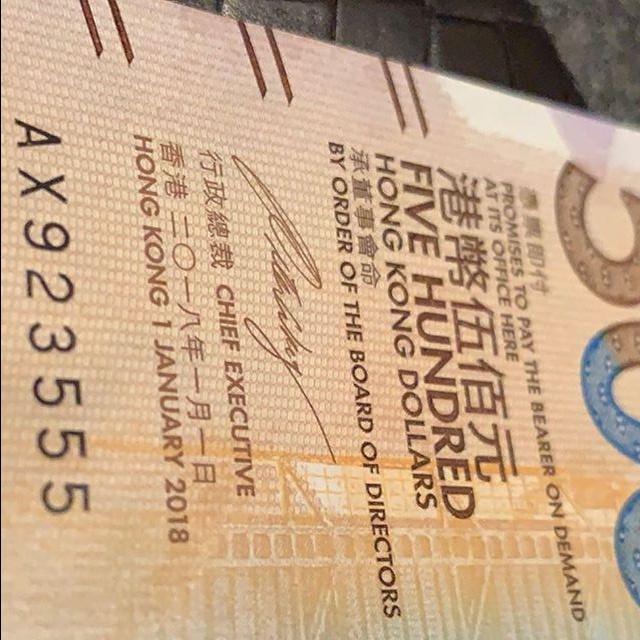 憑票即付
PROMISES TO PAY THE BEARER ON DEMAND
AT ITS OFFICE HERE
港幣伍佰元
FIVE HUNDRED
HONG KONG DOLLARS
承董事會命
BY ORDER OF THE BOARD OF DIRECTORS
行政總裁 CHIEF EXECUTIVE
香港二〇一八年一月一日
HONG KONG 1 JANUARY 2018
AX923555